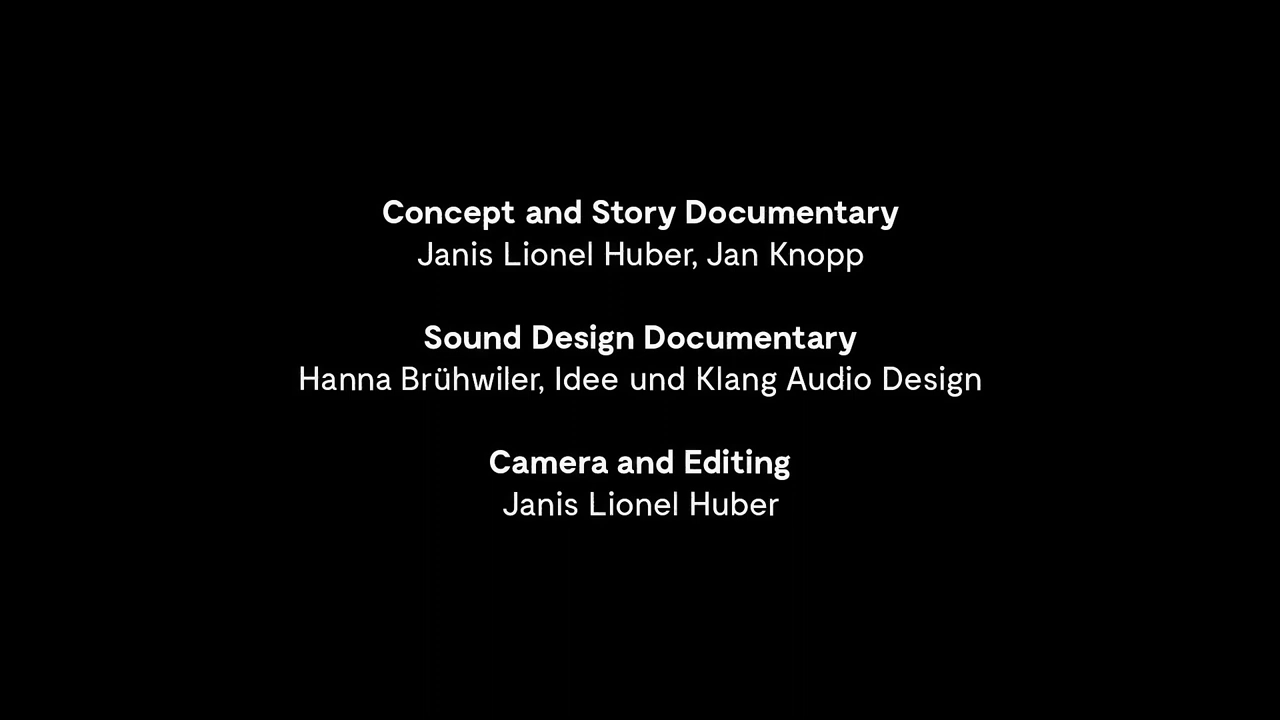 Concept and Story Documentary
Janis Lionel Huber, Jan Knopp
Sound Design Documentary
Hanna Brühwiler, Idee und Klang Audio Design
Camera and Editing
Janis Lionel Huber